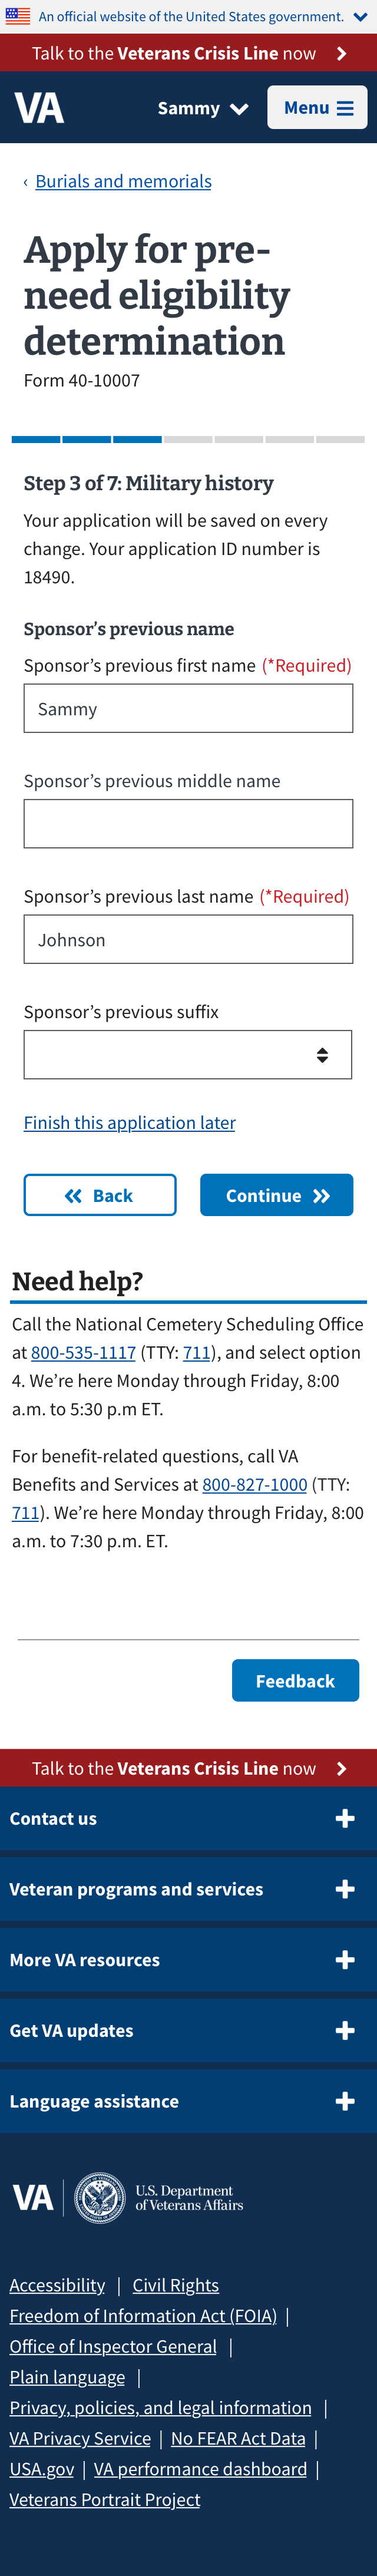 An official website of the United States government.
Talk to the Veterans Crisis Line now
VA
Sammy
Menu
‹ Burials and memorials
Apply for pre-
need eligibility
determination
Form 40-10007
Step 3 of 7: Military history
Your application will be saved on every
change. Your application ID number is
18490.
Sponsor’s previous name
Sponsor’s previous first name (*Required)
Sammy
Sponsor’s previous middle name
Sponsor’s previous last name (*Required)
Johnson
Sponsor’s previous suffix
Finish this application later
Back
Continue
Need help?
Call the National Cemetery Scheduling Office
at 800-535-1117 (TTY: 711), and select option
4. We’re here Monday through Friday, 8:00
a.m. to 5:30 p.m ET.
For benefit-related questions, call VA
Benefits and Services at 800-827-1000 (TTY:
711). We’re here Monday through Friday, 8:00
a.m. to 7:30 p.m. ET.
Feedback
Talk to the Veterans Crisis Line now
Contact us
Veteran programs and services
More VA resources
Get VA updates
Language assistance
VA | U.S. Department
of Veterans Affairs
Accessibility | Civil Rights
Freedom of Information Act (FOIA) |
Office of Inspector General |
Plain language |
Privacy, policies, and legal information |
VA Privacy Service | No FEAR Act Data |
USA.gov | VA performance dashboard |
Veterans Portrait Project